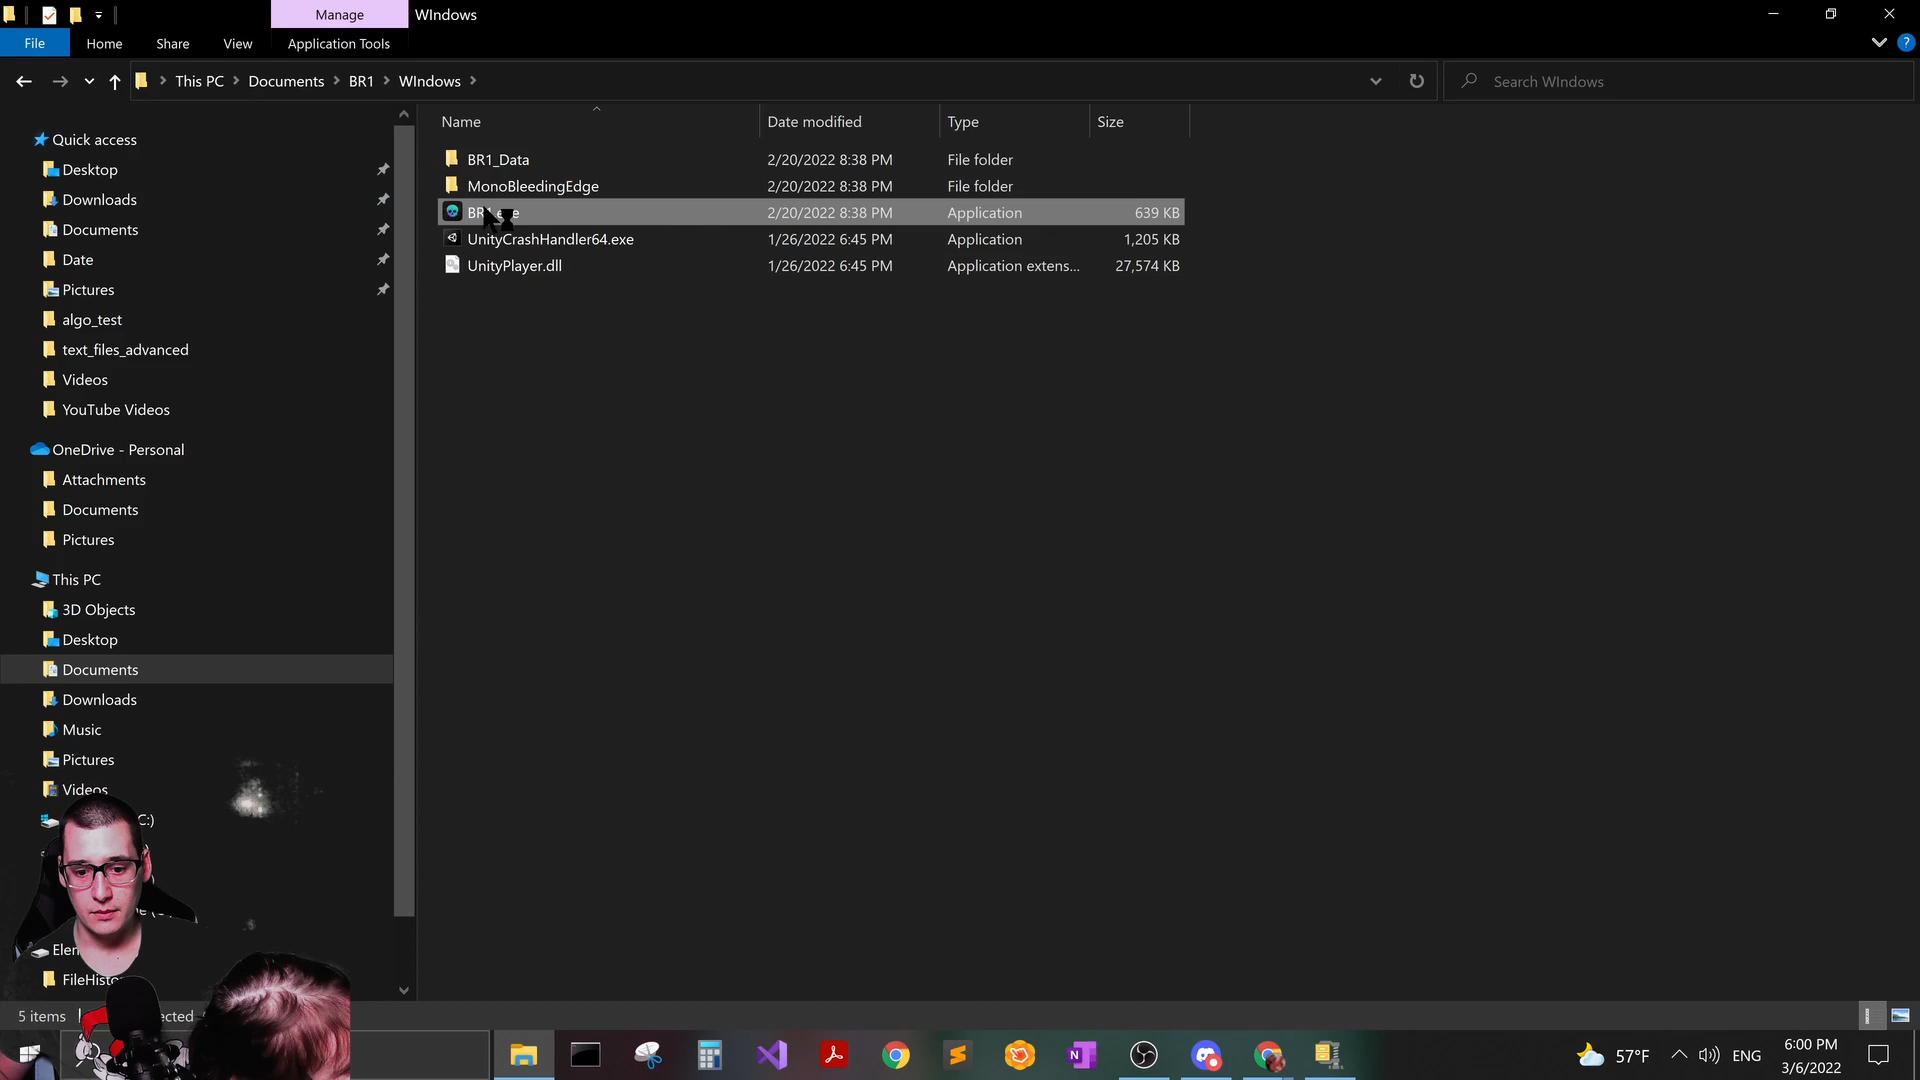 Manage
WIndows
File
Home
Share
View
Application Tools
?
This PC
Documents
BR1
WIndows
Search WIndows
Name
Date modified
Type
Size
BR1_Data
2/20/2022 8:38 PM
File folder
MonoBleedingEdge
2/20/2022 8:38 PM
File folder
2/20/2022 8:38 PM
Application
639 KB
UnityCrashHandler64.exe
1/26/2022 6:45 PM
Application
1,205 KB
UnityPlayer.dll
1/26/2022 6:45 PM
Application extens...
27,574 KB
Quick access
Desktop
Downloads
Documents
Date
Pictures
algo_test
text_files_advanced
Videos
YouTube Videos
OneDrive - Personal
Attachments
Documents
Pictures
This PC
3D Objects
Desktop
Documents
Downloads
Music
Pictures
Videos
C:)
5 items
57°F
ENG
6:00 PM
3/6/2022